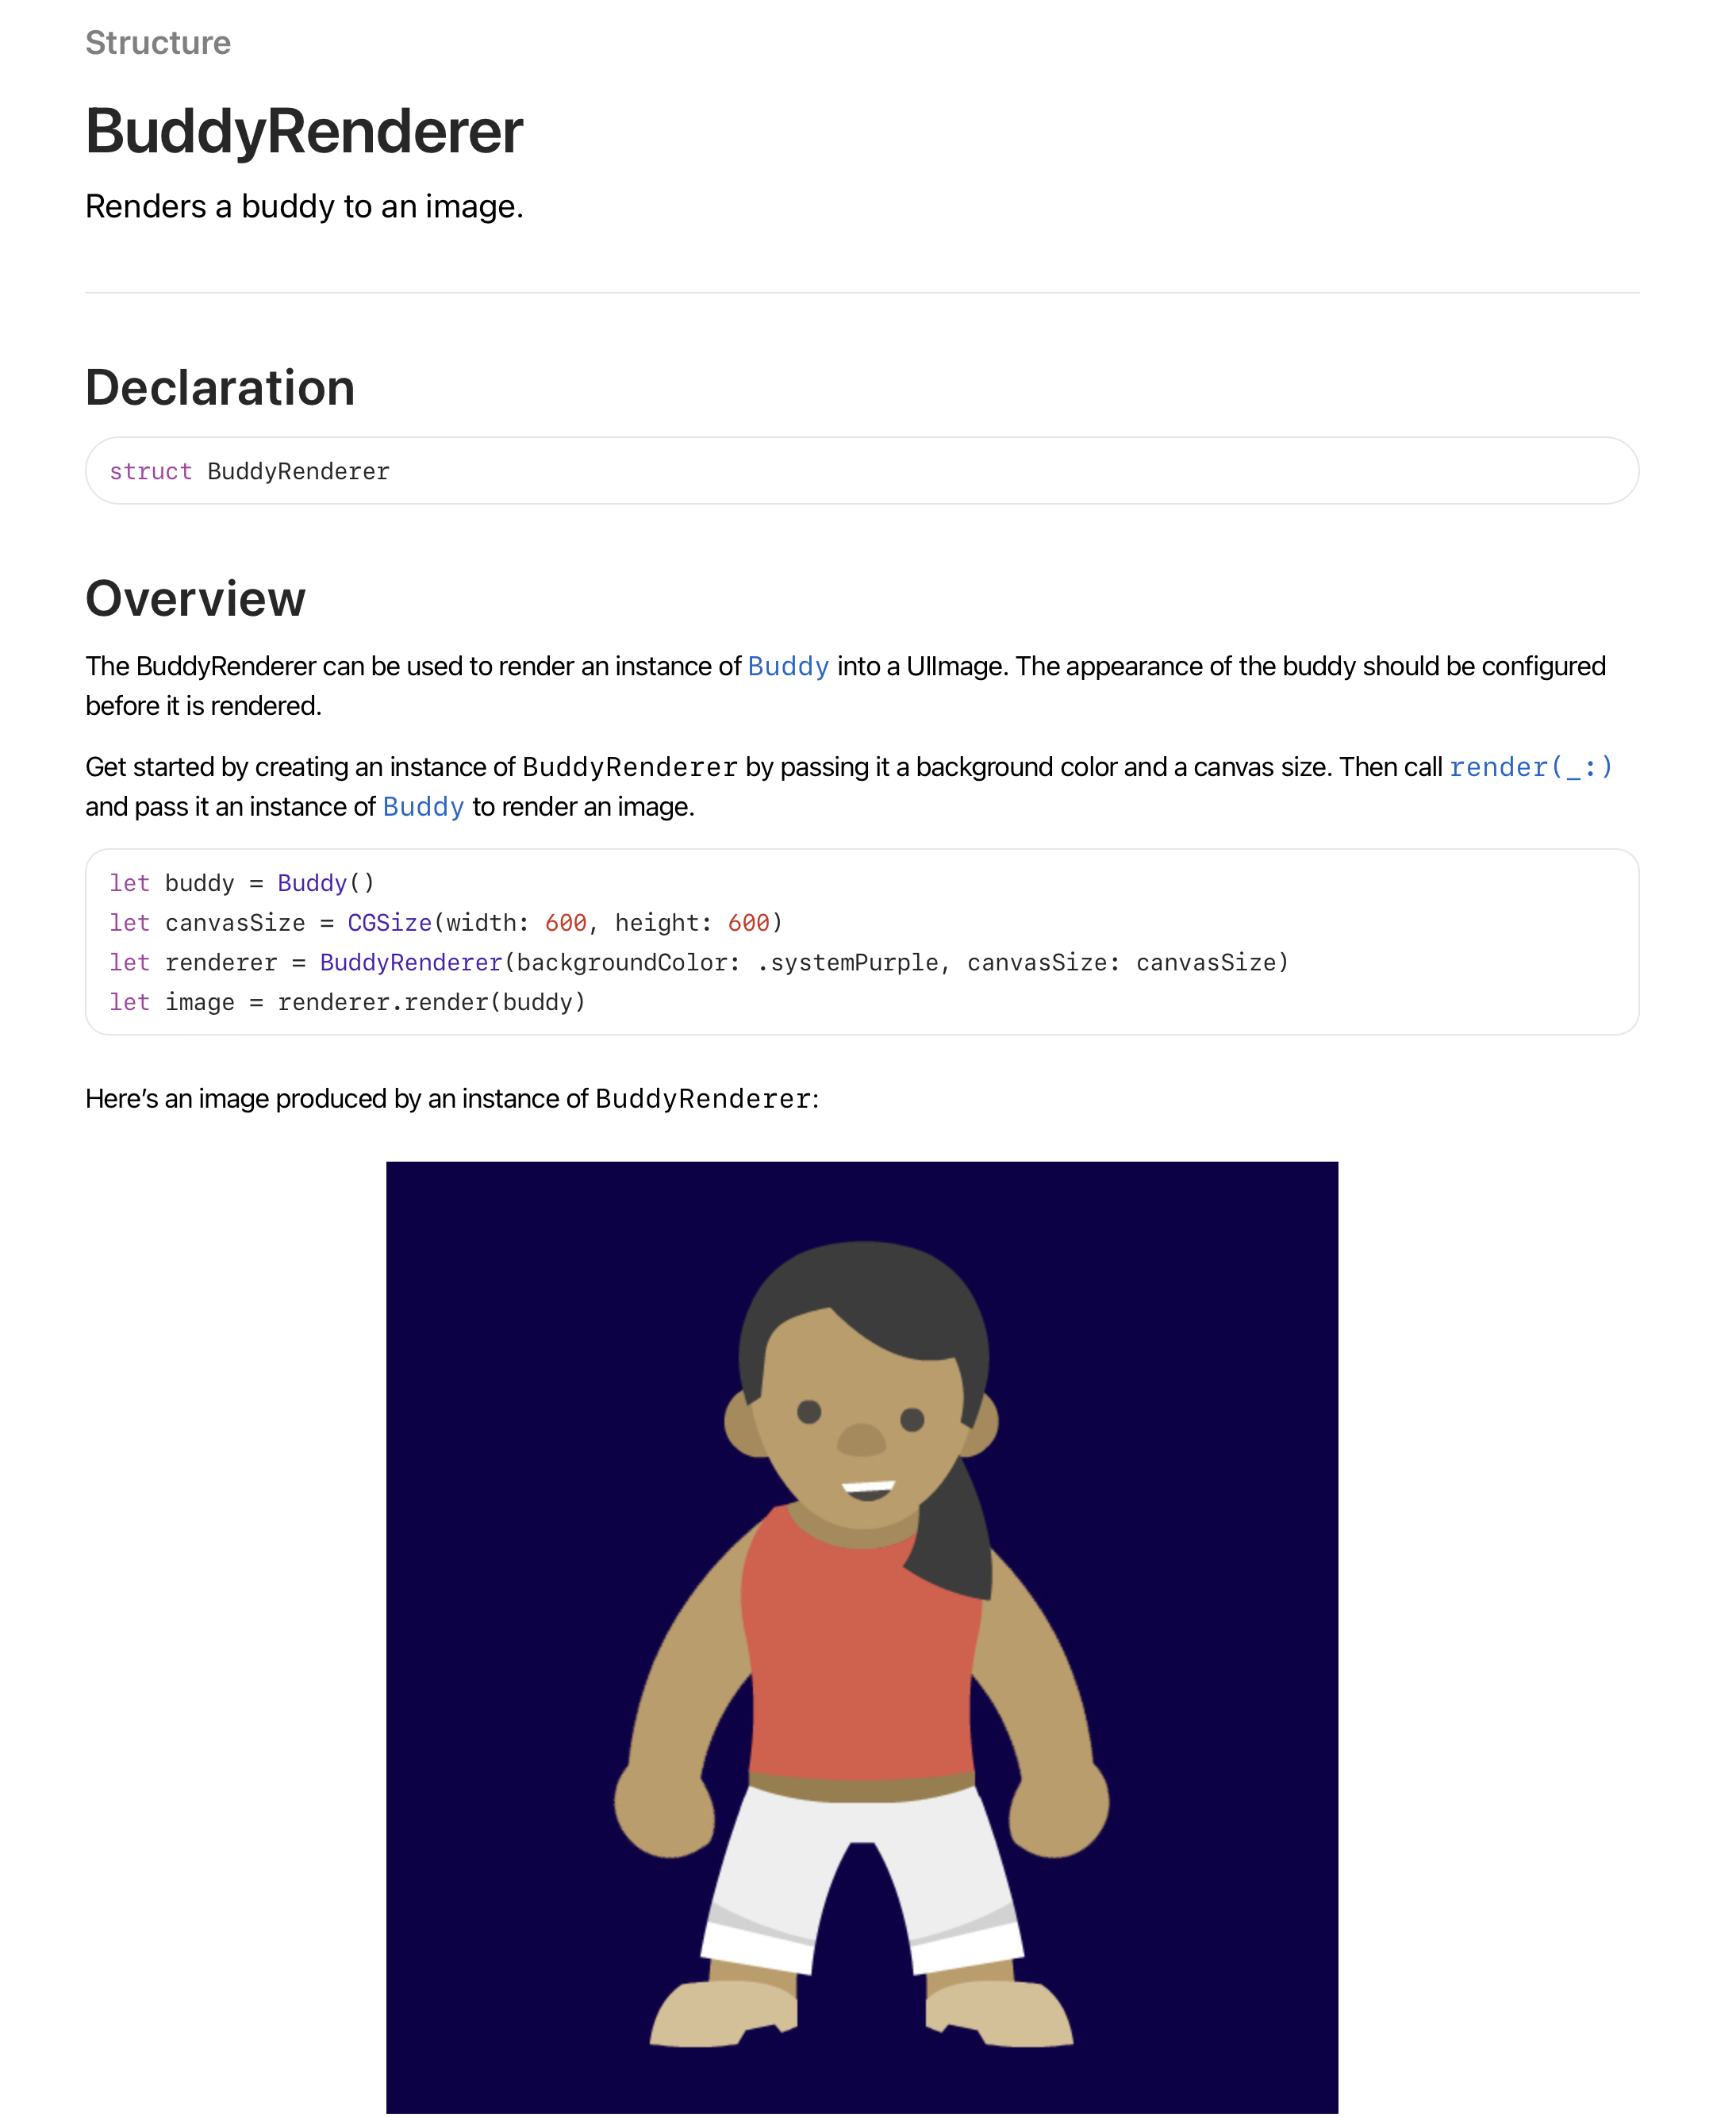 Structure
BuddyRenderer
Renders a buddy to an image.
Declaration
struct BuddyRenderer
Overview
The BuddyRenderer can be used to render an instance of Buddy into a UIImage. The appearance of the buddy should be configured
before it is rendered.
Get started by creating an instance of BuddyRenderer by passing it a background color and a canvas size. Then call render(_:)
and pass it an instance of Buddy to render an image.
let buddy = Buddy()
let canvasSize = CGSize(width: 600, height: 600)
let renderer = BuddyRenderer(backgroundColor: .systemPurple, canvasSize: canvasSize)
let image = renderer.render(buddy)
Here’s an image produced by an instance of BuddyRenderer: